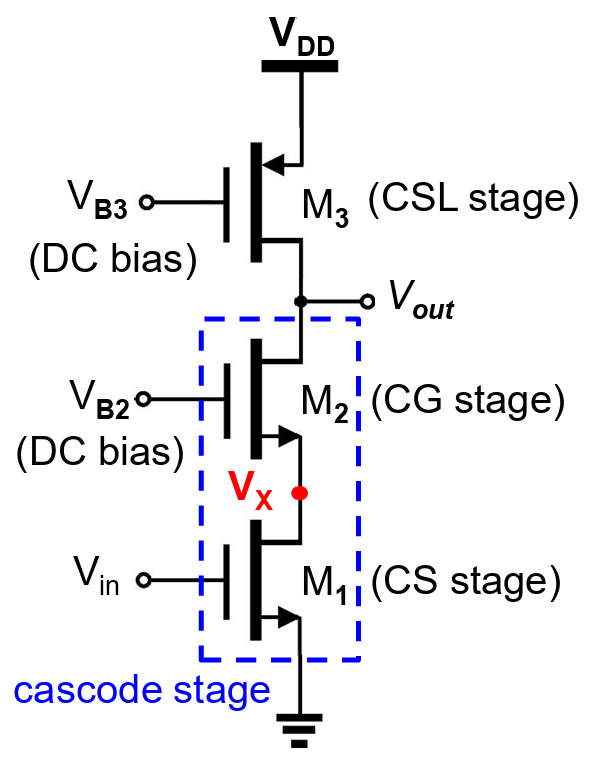 VDD
VB3
M3 (CSL stage)
(DC bias)
Vout
VB2
M2 (CG stage)
(DC bias)
VX
Vin
M1 (CS stage)
cascode stage